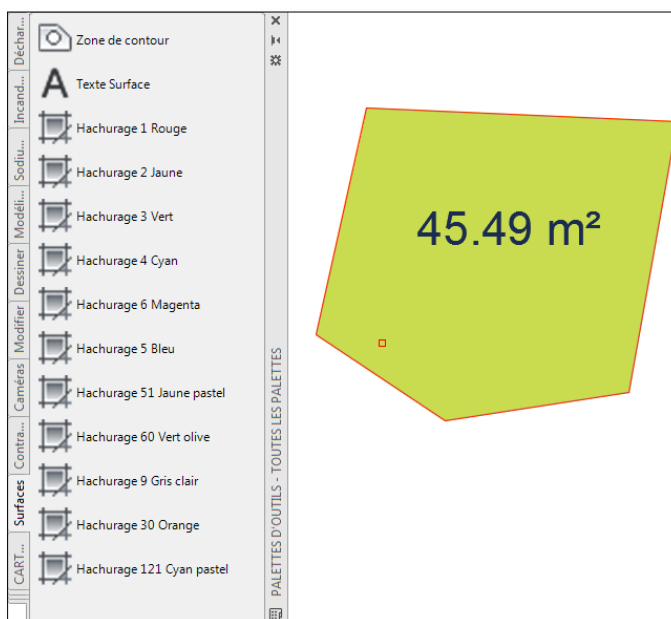 Déchar...
Incand...
Sodiu...
Modéli...
Dessiner
Modifier
Caméras
Contra...
Surfaces
CART...
Zone de contour
A
Texte Surface
Hachurage 1 Rouge
Hachurage 2 Jaune
Hachurage 3 Vert
Hachurage 4 Cyan
Hachurage 6 Magenta
Hachurage 5 Bleu
Hachurage 51 Jaune pastel
Hachurage 60 Vert olive
Hachurage 9 Gris clair
Hachurage 30 Orange
Hachurage 121 Cyan pastel
PALETTES D'OUTILS - TOUTES LES PALETTES
45.49 m²